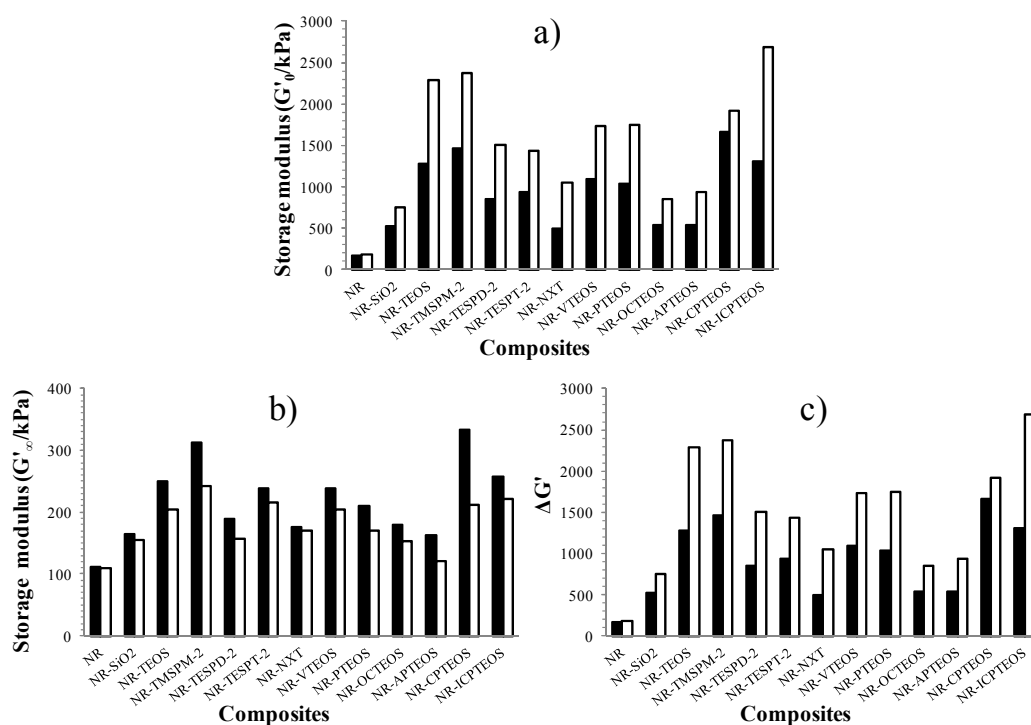 a)
Storage modulus (G'0/kPa)
3000
2500
2000
1500
1000
500
0
NR
NR-SiO2
NR-TEOS
NR-TMSPM-2
NR-TESPD-2
NR-TESPT-2
NR-NXT
NR-VTEOS
NR-PTEOS
NR-OCTEOS
NR-APTEOS
NR-CPTEOS
NR-ICPTEOS
Composites
b)
Storage modulus (G'∞/kPa)
400
300
200
100
0
NR
NR-SiO2
NR-TEOS
NR-TMSPM-2
NR-TESPD-2
NR-TESPT-2
NR-NXT
NR-VTEOS
NR-PTEOS
NR-OCTEOS
NR-APTEOS
NR-CPTEOS
NR-ICPTEOS
Composites
c)
ΔG'
3000
2500
2000
1500
1000
500
0
NR
NR-SiO2
NR-TEOS
NR-TMSPM-2
NR-TESPD-2
NR-TESPT-2
NR-NXT
NR-VTEOS
NR-PTEOS
NR-OCTEOS
NR-APTEOS
NR-CPTEOS
NR-ICPTEOS
Composites